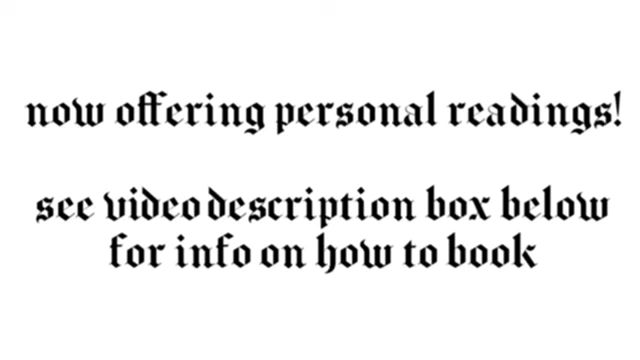 now offering personal readings!
see video description box below
for info on how to book